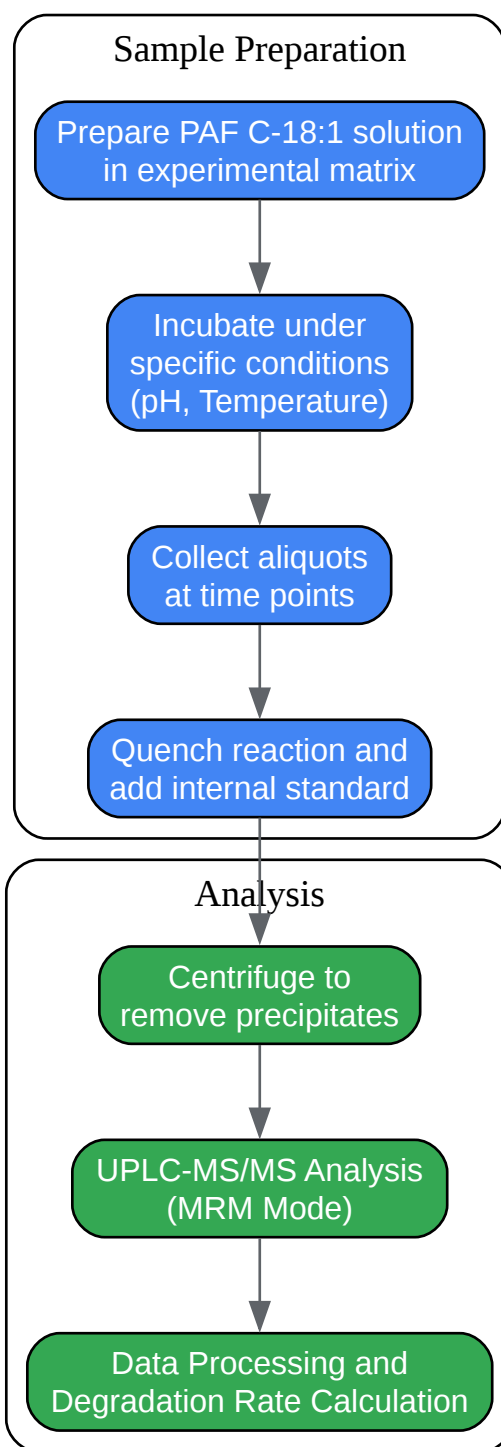 Sample Preparation
Prepare PAF C-18:1 solution
in experimental matrix
Incubate under
specific conditions
(pH, Temperature)
Collect aliquots
at time points
Quench reaction and
add internal standard
Analysis
Centrifuge to
remove precipitates
UPLC-MS/MS Analysis
(MRM Mode)
Data Processing and
Degradation Rate Calculation